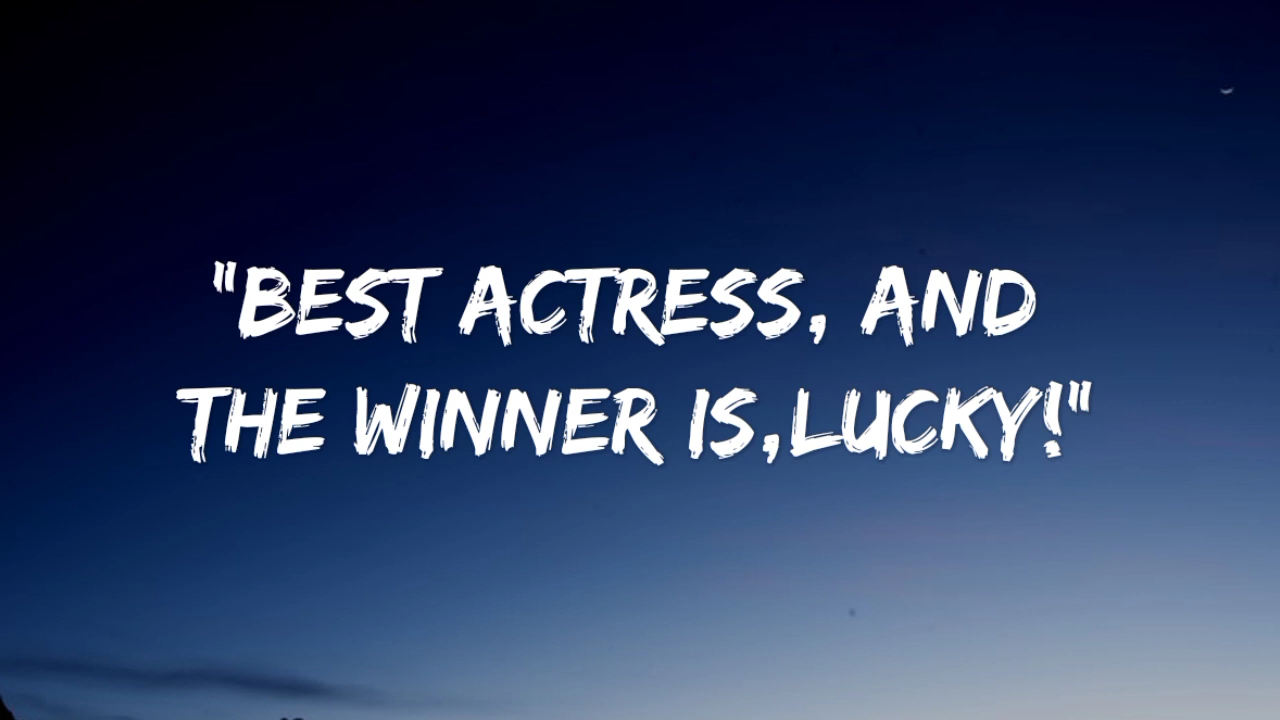 "BEST ACTRESS, AND
THE WINNER IS,LUCKY!"